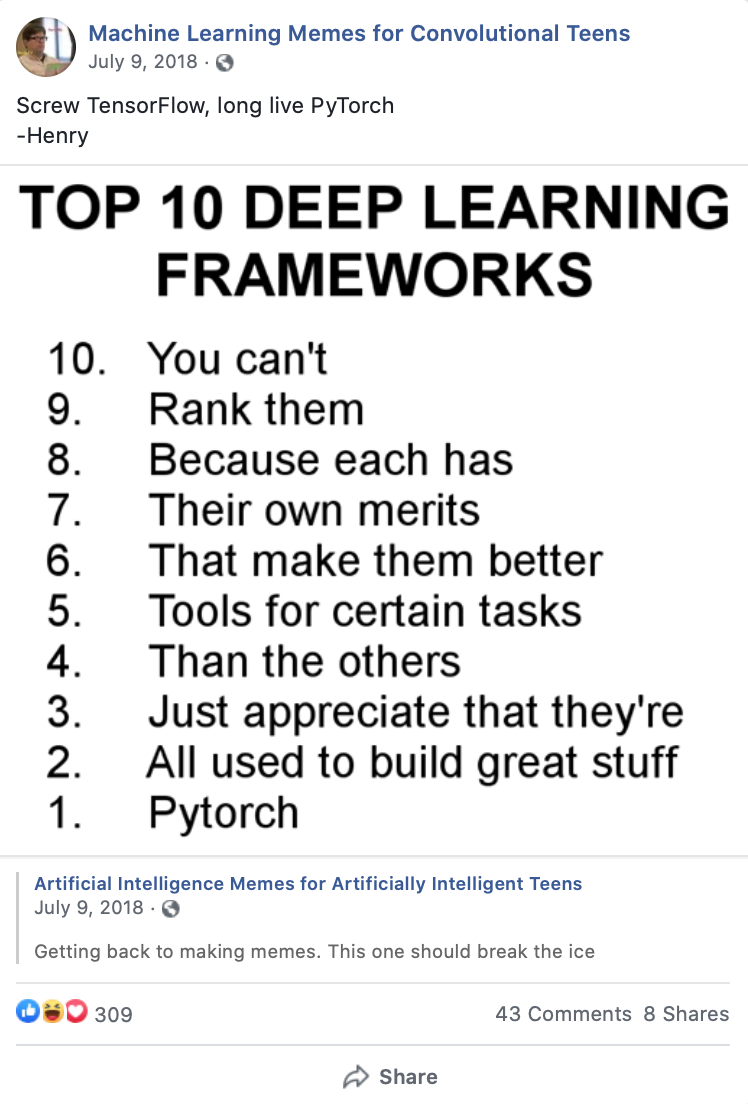 Machine Learning Memes for Convolutional Teens
July 9, 2018 ·
Screw TensorFlow, long live PyTorch
-Henry
TOP 10 DEEP LEARNING
FRAMEWORKS
10. You can't
9. Rank them
8. Because each has
7. Their own merits
6. That make them better
5. Tools for certain tasks
4. Than the others
3. Just appreciate that they're
2. All used to build great stuff
1. Pytorch
Artificial Intelligence Memes for Artificially Intelligent Teens
July 9, 2018 ·
Getting back to making memes. This one should break the ice
309 43 Comments 8 Shares
Share